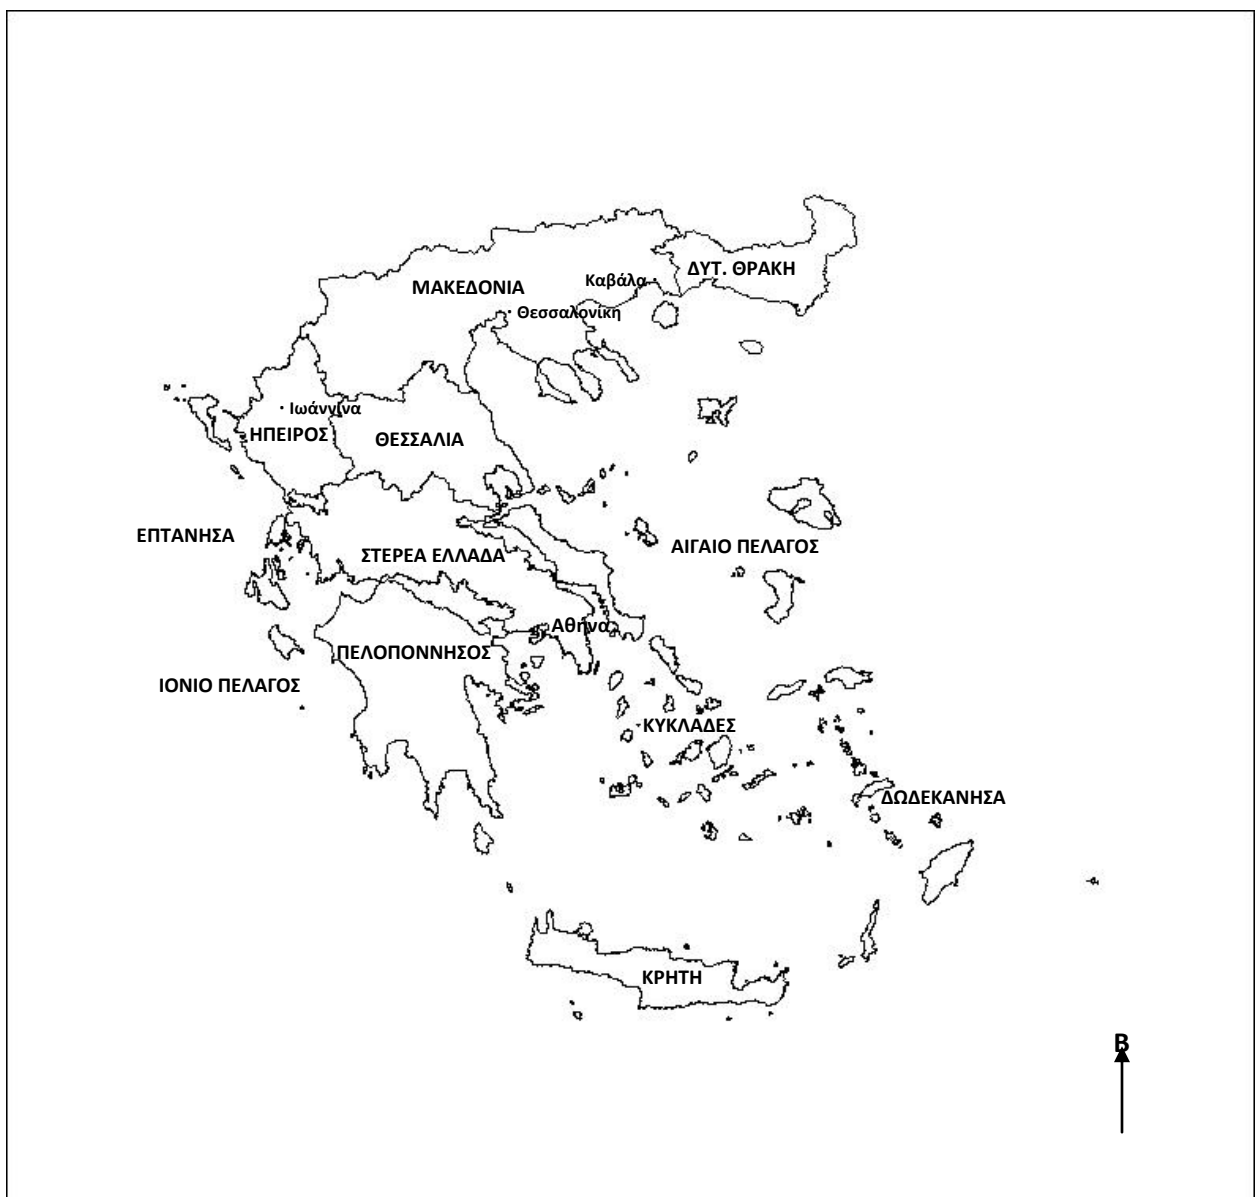 ΔΥΤ. ΘΡΑΚΗ
Καβάλα
ΜΑΚΕΔΟΝΙΑ
Θεσσαλονίκη
Ιωάννινα
ΗΠΕΙΡΟΣ
ΘΕΣΣΑΛΙΑ
ΕΠΤΑΝΗΣΑ
ΑΙΓΑΙΟ ΠΕΛΑΓΟΣ
ΣΤΕΡΕΑ ΕΛΛΑΔΑ
Αθήνα
ΠΕΛΟΠΟΝΝΗΣΟΣ
ΙΟΝΙΟ ΠΕΛΑΓΟΣ
ΚΥΚΛΑΔΕΣ
ΔΩΔΕΚΑΝΗΣΑ
ΚΡΗΤΗ
Β